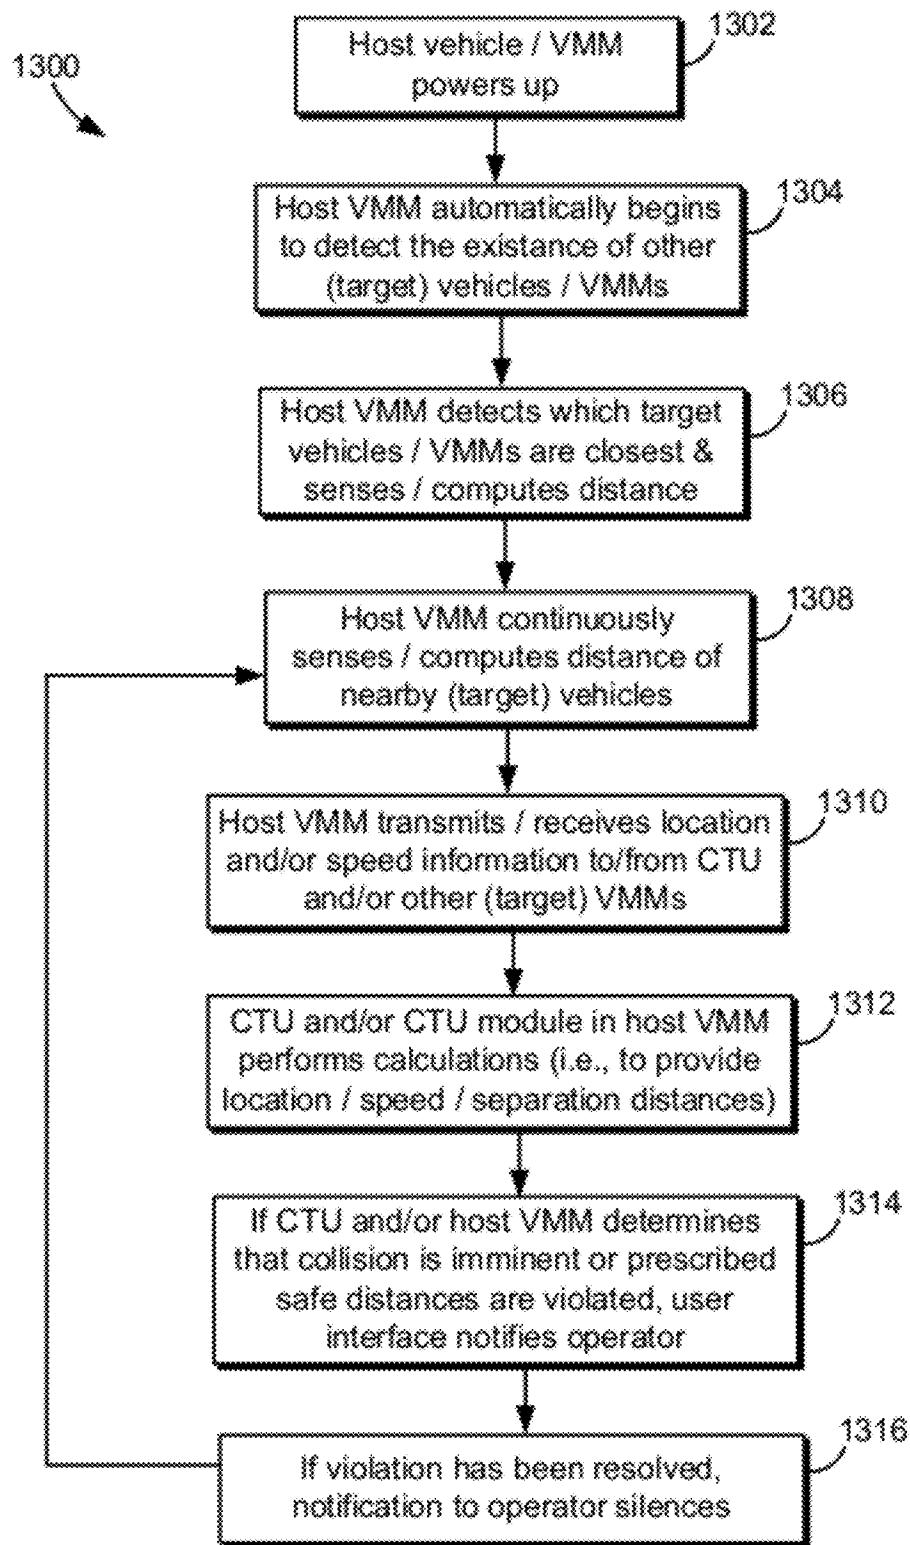 1300
1302
Host vehicle / VMM
powers up
1304
Host VMM automatically begins
to detect the existance of other
(target) vehicles / VMMs
1306
Host VMM detects which target
vehicles / VMMs are closest &
senses / computes distance
1308
Host VMM continuously
senses / computes distance of
nearby (target) vehicles
1310
Host VMM transmits / receives location
and/or speed information to/from CTU
and/or other (target) VMMs
1312
CTU and/or CTU module in host VMM
performs calculations (i.e., to provide
location / speed / separation distances)
1314
If CTU and/or host VMM determines
that collision is imminent or prescribed
safe distances are violated, user
interface notifies operator
1316
If violation has been resolved,
notification to operator silences